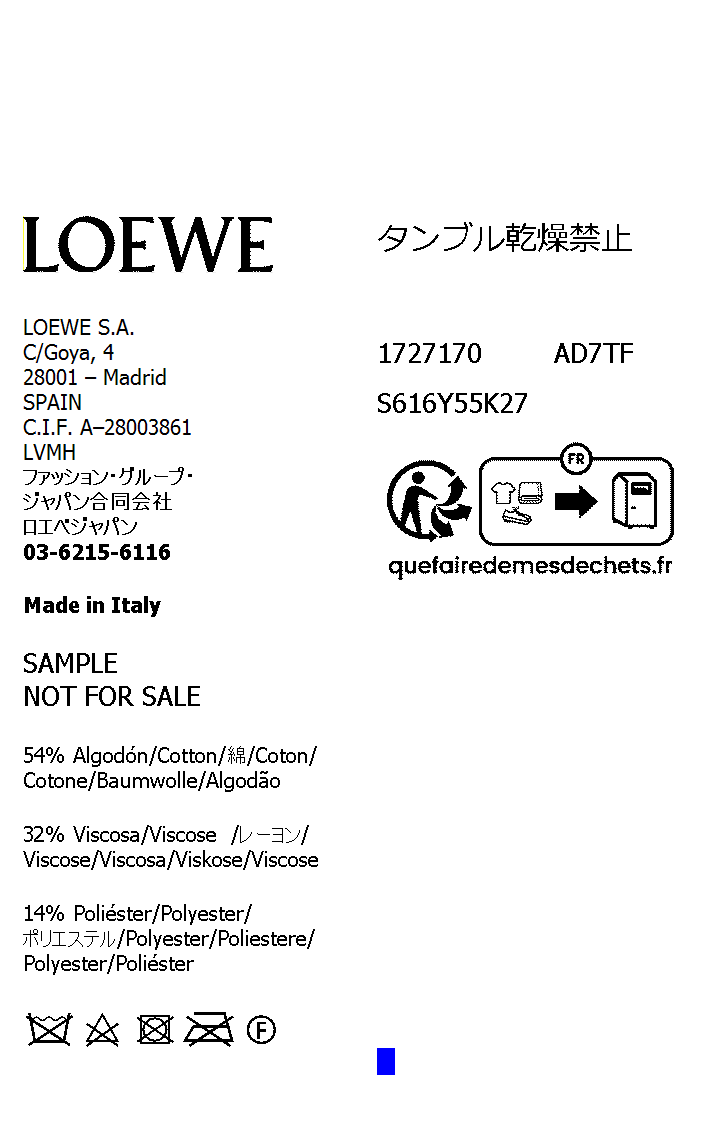 LOEWE
LOEWE S.A.
C/Goya, 4
28001 – Madrid
SPAIN
C.I.F. A–28003861
LVMH
ファッション・グループ・
ジャパン合同会社
ロエベジャパン
03-6215-6116
Made in Italy
SAMPLE
NOT FOR SALE
54% Algodón/Cotton/綿/Coton/
Cotone/Baumwolle/Algodão
32% Viscosa/Viscose /レーヨン/
Viscose/Viscosa/Viskose/Viscose
14% Poliéster/Polyester/
ポリエステル/Polyester/Poliestere/
Polyester/Poliéster
F
タンブル乾燥禁止
1727170 AD7TF
S616Y55K27
FR
quefairedemesdechets.fr